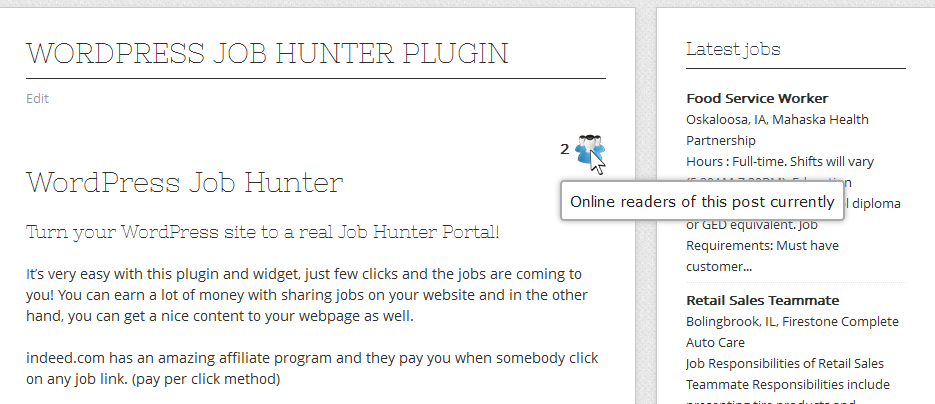 WORDPRESS JOB HUNTER PLUGIN
Edit
2
Online readers of this post currently
WordPress Job Hunter
Turn your WordPress site to a real Job Hunter Portal!
It's very easy with this plugin and widget, just few clicks and the jobs are coming to
you! You can earn a lot of money with sharing jobs on your website and in the other
hand, you can get a nice content to your webpage as well.
indeed.com has an amazing affiliate program and they pay you when somebody click
on any job link. (pay per click method)
Latest jobs
Food Service Worker
Oskaloosa, IA, Mahaska Health
Partnership
Hours : Full-time. Shifts will vary
diploma
or GED equivalent. Job
Requirements: Must have
customer...
Retail Sales Teammate
Bolingbrook, IL, Firestone Complete
Auto Care
Job Responsibilities of Retail Sales
Teammate Responsibilities include